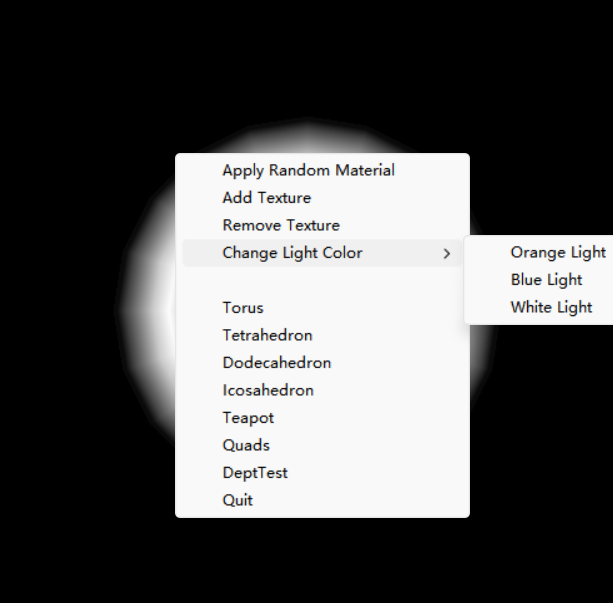 Apply Random Material
Add Texture
Remove Texture
Change Light Color
Orange Light
Blue Light
White Light
Torus
Tetrahedron
Dodecahedron
Icosahedron
Teapot
Quads
DeptTest
Quit